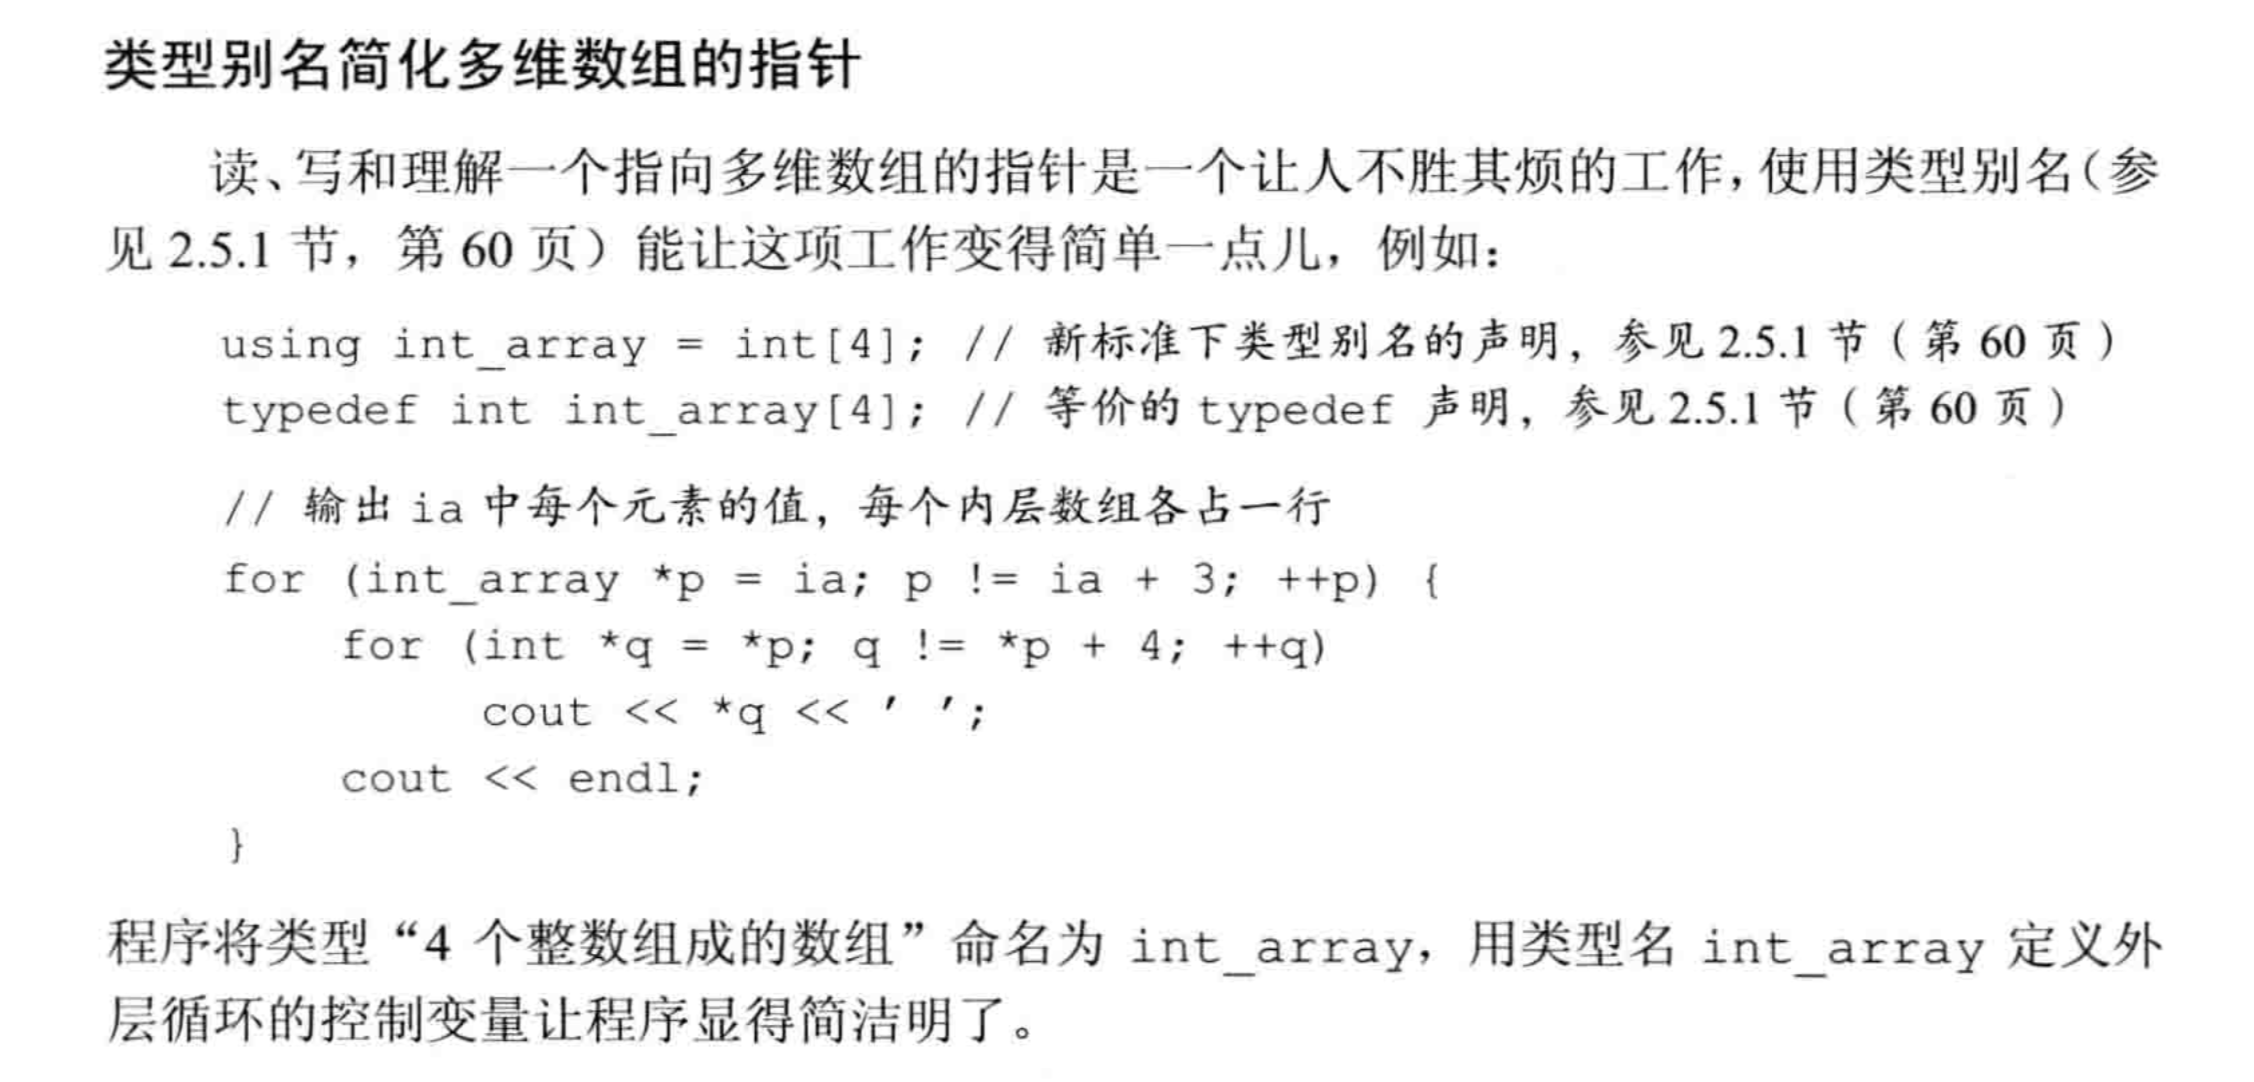 类型别名简化多维数组的指针
读、写和理解一个指向多维数组的指针是一个让人不胜其烦的工作，使用类型别名（参
见 2.5.1 节，第 60 页）能让这项工作变得简单一点儿，例如：
using int_array = int[4]; // 新标准下类型别名的声明，参见 2.5.1 节（第 60 页）
typedef int int_array[4]; // 等价的 typedef 声明，参见 2.5.1 节（第 60 页）
// 输出 ia 中每个元素的值，每个内层数组各占一行
for (int_array *p = ia; p != ia + 3; ++p) {
for (int *q = *p; q != *p + 4; ++q)
cout << *q << ' ';
cout << endl;
}
程序将类型“4 个整数组成的数组”命名为 int_array，用类型名 int_array 定义外
层循环的控制变量让程序显得简洁明了。